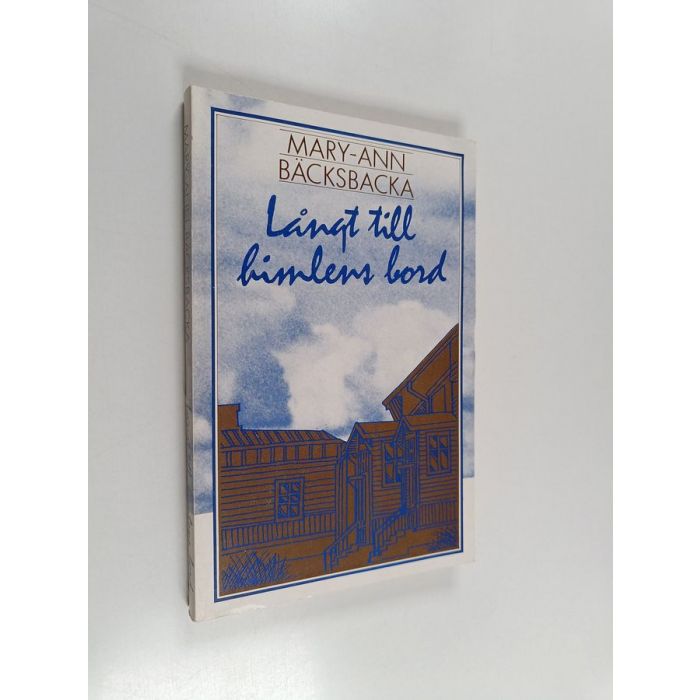 MARY-ANN
BÄCKSBACKA
Långt till
himlens bord